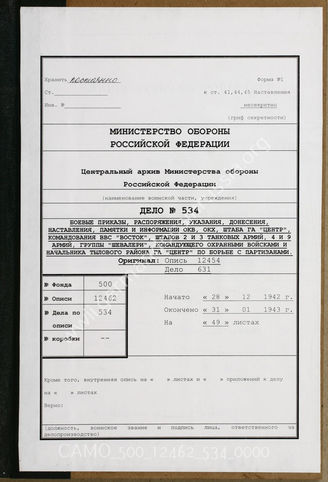 Хранить постоянно
Форма №1
Ст.
к ст. 41,44,45 Наставления
Инв. №
несекретно
(гриф секретности)
МИНИСТЕРСТВО ОБОРОНЫ
РОССИЙСКОЙ ФЕДЕРАЦИИ
Центральный архив Министерства обороны
Российской Федерации
(наименование воинской части, учреждения)
ДЕЛО № 534
БОЕВЫЕ ПРИКАЗЫ, РАСПОРЯЖЕНИЯ, УКАЗАНИЯ, ДОНЕСЕНИЯ,
НАСТАВЛЕНИЯ, ПАМЯТКИ И ИНФОРМАЦИИ ОКВ, ОКХ, ШТАБА ГА "ЦЕНТР",
КОМАНДОВАНИЯ ВВС "ВОСТОК", ШТАБОВ 2 И 3 ТАНКОВЫХ АРМИЙ, 4 И 9
АРМИЙ, ГРУППЫ "ШЕВАЛЕРИ", КОМАНДУЮЩЕГО ОХРАННЫМИ ВОЙСКАМИ И
НАЧАЛЬНИКА ТЫЛОВОГО РАЙОНА ГА "ЦЕНТР" ПО БОРЬБЕ С ПАРТИЗАНАМИ.
Оригинал: Опись 12454
Дело 631
№ Фонда 500
№ Описи 12462
№ Дела по описи 534
№ коробки --
Начато « 28 » 12 1942 г.
Окончено « 31 » 01 1943 г.
На « 49 » листах
Кроме того, внутренняя опись на « » листах и « » приложений к делу
на « » листах
Верно:
(должность, воинское звание и подпись лица, ответственного за
делопроизводство)
CAMO_500_12462_534_0000